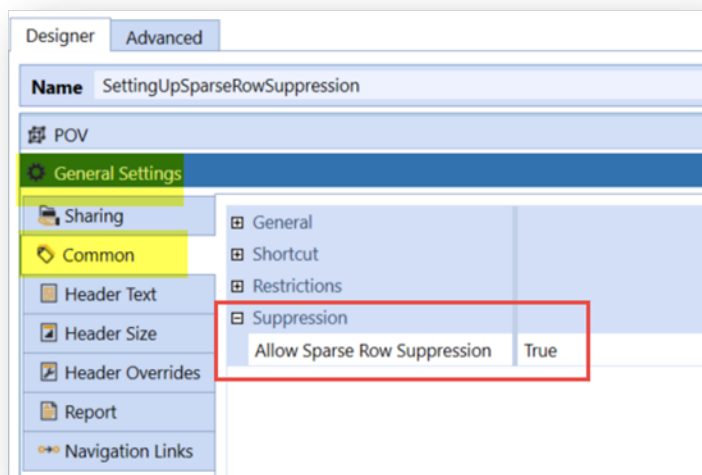 Designer Advanced
Name SettingUpSparseRowSuppression
POV
General Settings
Sharing
General
Common
Shortcut
Header Text
Restrictions
Header Size
Suppression
Header Overrides
Allow Sparse Row Suppression True
Report
Navigation Links